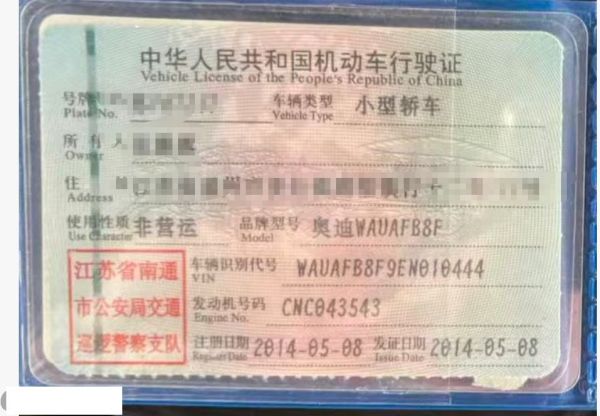 中华人民共和国机动车行驶证
Vehicle License of the People's Republic of China
号牌 车辆类型 小型轿车
Plate No. Vehicle Type
所有人
Owner
住
Address
使用性质 非营运 品牌型号 奥迪WAUAFB8F
Use Character Model
江苏省南通 车辆识别代号 WAUAFB8F9EN010444
VIN
市公安局交通 发动机号码 CNC043543
Engine No.
巡逻警察支队 注册日期 2014-05-08 发证日期 2014-05-08
Register Date Issue Date